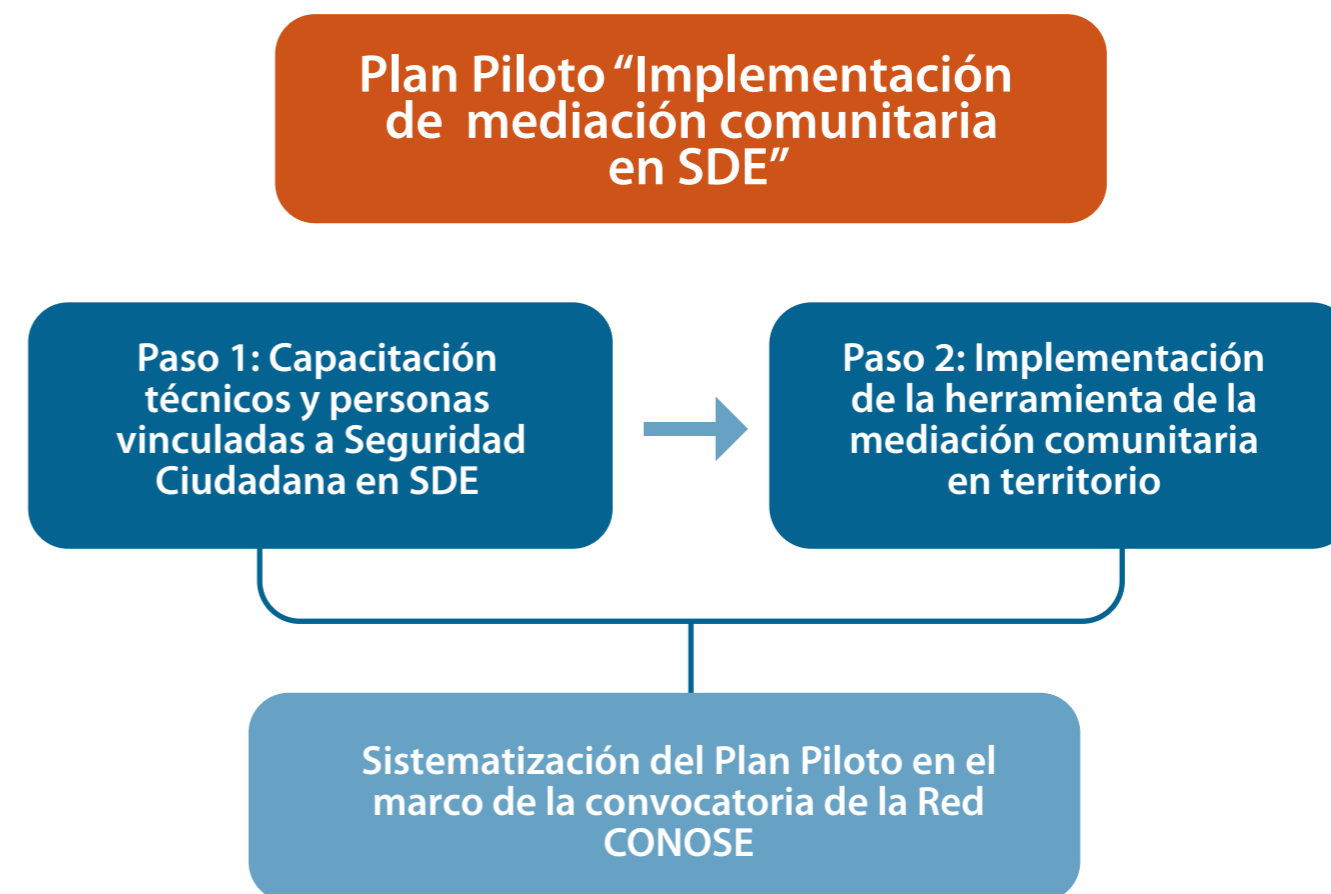 Plan Piloto “Implementación
de mediación comunitaria
en SDE”
Paso 1: Capacitación
técnicos y personas
vinculadas a Seguridad
Ciudadana en SDE
Paso 2: Implementación
de la herramienta de la
mediación comunitaria
en territorio
Sistematización del Plan Piloto en el
marco de la convocatoria de la Red
CONOSE